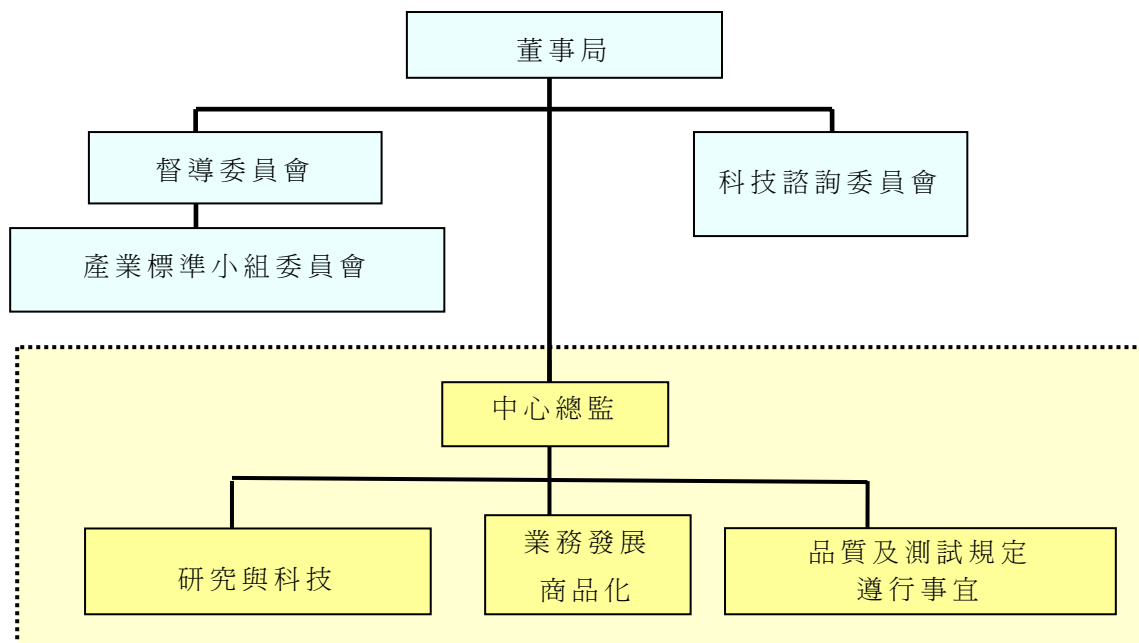 董事局
督導委員會
科技諮詢委員會
產業標準小組委員會
中心總監
研究與科技
業務發展
商品化
品質及測試規定
遵行事宜